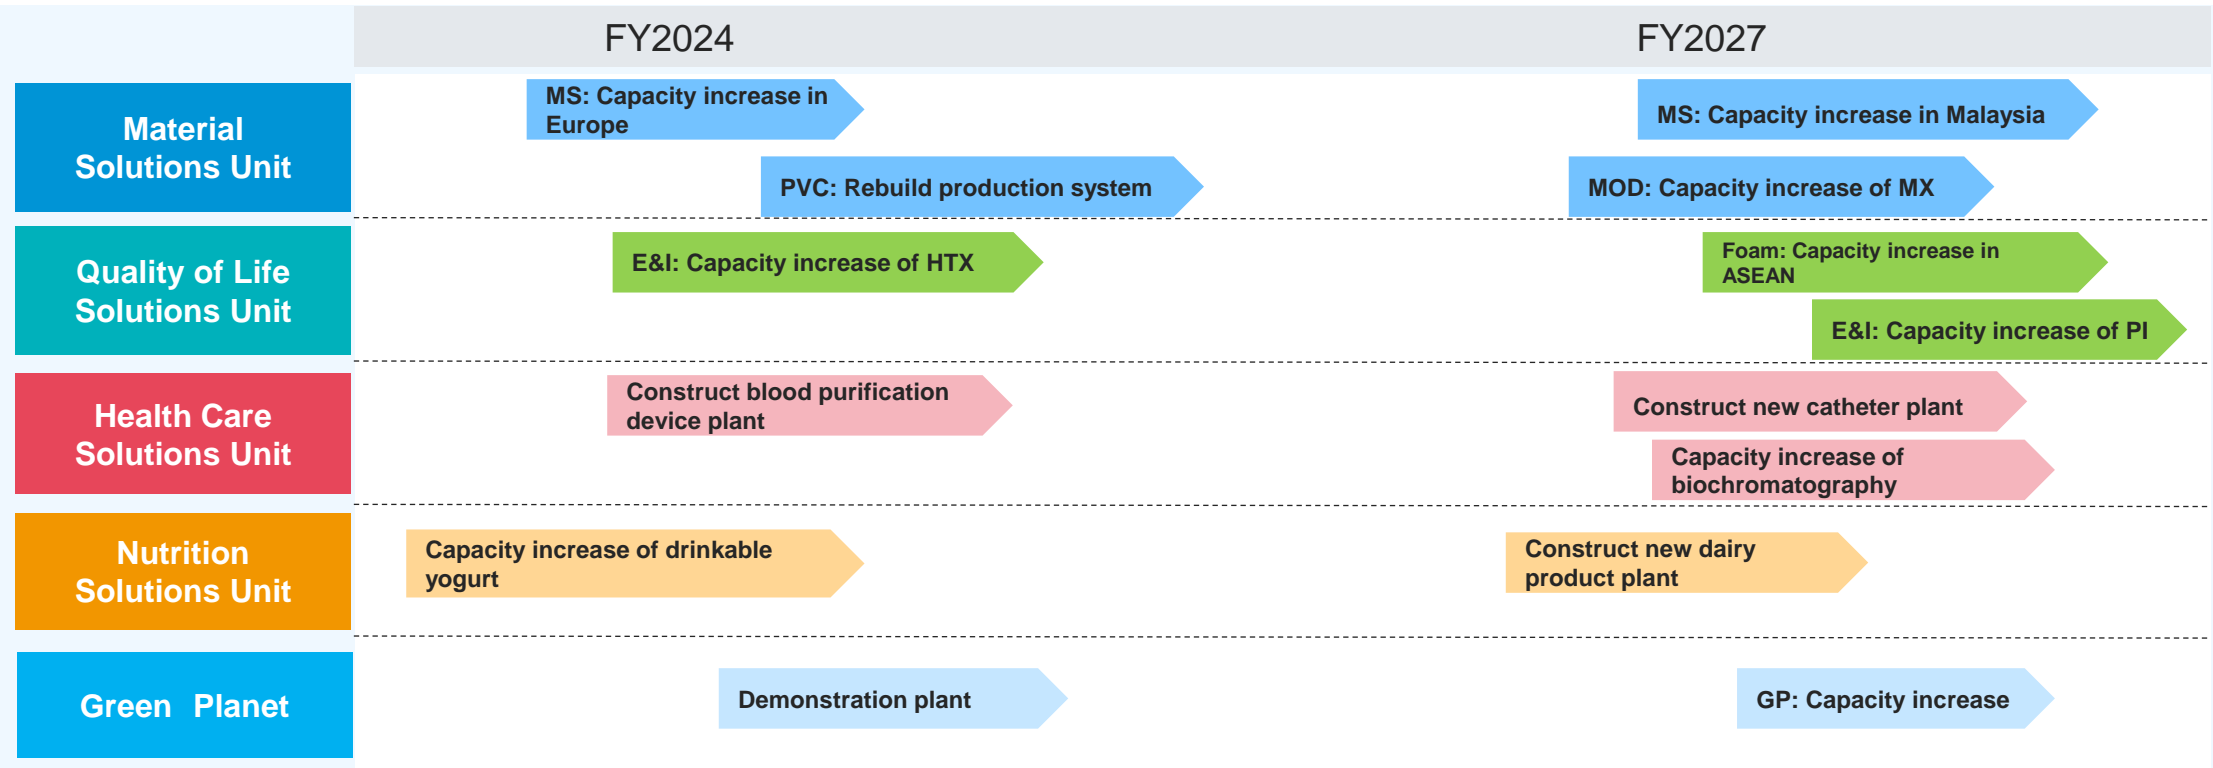 FY2024
FY2027
Material
Solutions Unit
MS: Capacity increase in
Europe
MS: Capacity increase in Malaysia
PVC: Rebuild production system
MOD: Capacity increase of MX
Quality of Life
Solutions Unit
E&I: Capacity increase of HTX
Foam: Capacity increase in
ASEAN
E&I: Capacity increase of PI
Health Care
Solutions Unit
Construct blood purification
device plant
Construct new catheter plant
Capacity increase of
biochromatography
Nutrition
Solutions Unit
Capacity increase of drinkable
yogurt
Construct new dairy
product plant
Green Planet
Demonstration plant
GP: Capacity increase